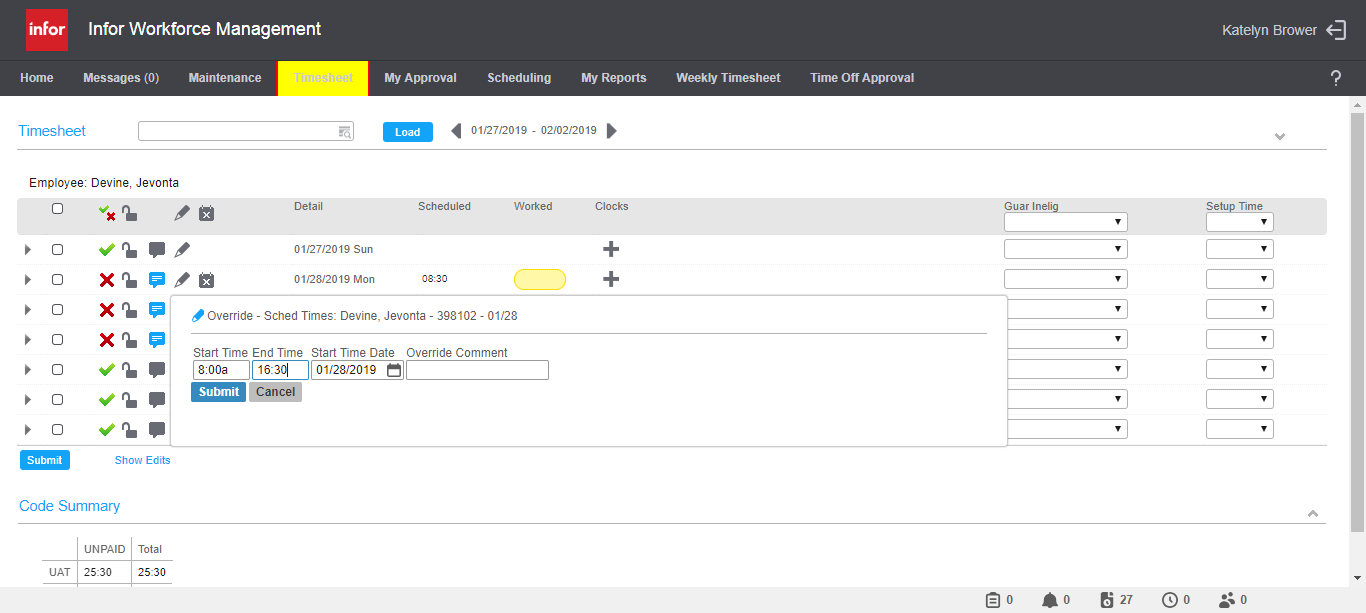 infor
Infor Workforce Management
Katelyn Brower
Home Messages (0) Maintenance Timesheet My Approval Scheduling My Reports Weekly Timesheet Time Off Approval ?
Timesheet Load 01/27/2019 - 02/02/2019
Employee: Devine, Jevonta
Detail Scheduled Worked Clocks Guar Inelig Setup Time
01/27/2019 Sun
01/28/2019 Mon 08:30
Override - Sched Times: Devine, Jevonta - 398102 - 01/28
Start Time End Time Start Time Date Override Comment
8:00a 16:30 01/28/2019
Submit Cancel
Submit Show Edits
Code Summary
UNPAID Total
UAT 25:30 25:30
0 0 27 0 0